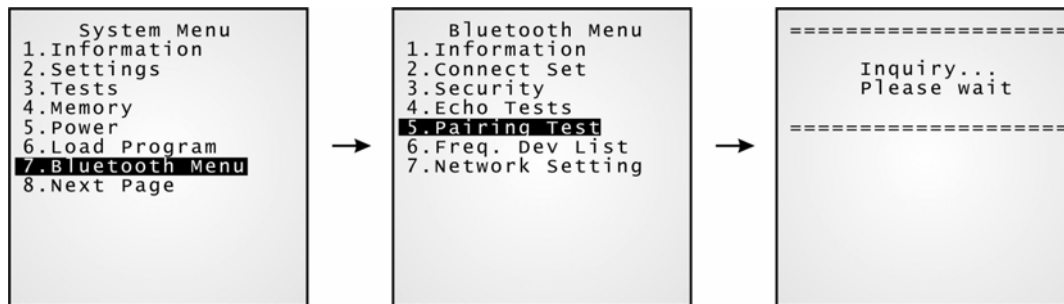 System Menu
1.Information
2.Settings
3.Tests
4.Memory
5.Power
6.Load Program
7.Bluetooth Menu
8.Next Page
Bluetooth Menu
1.Information
2.Connect Set
3.Security
4.Echo Tests
5.Pairing Test
6.Freq. Dev List
7.Network Setting
=====================
Inquiry...
Please wait
=====================